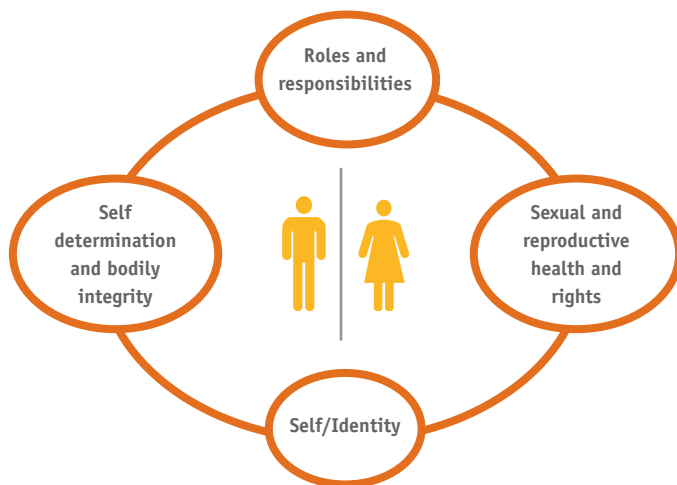 Roles and
responsibilities
Self
determination
and bodily
integrity
Sexual and
reproductive
health and
rights
Self/Identity